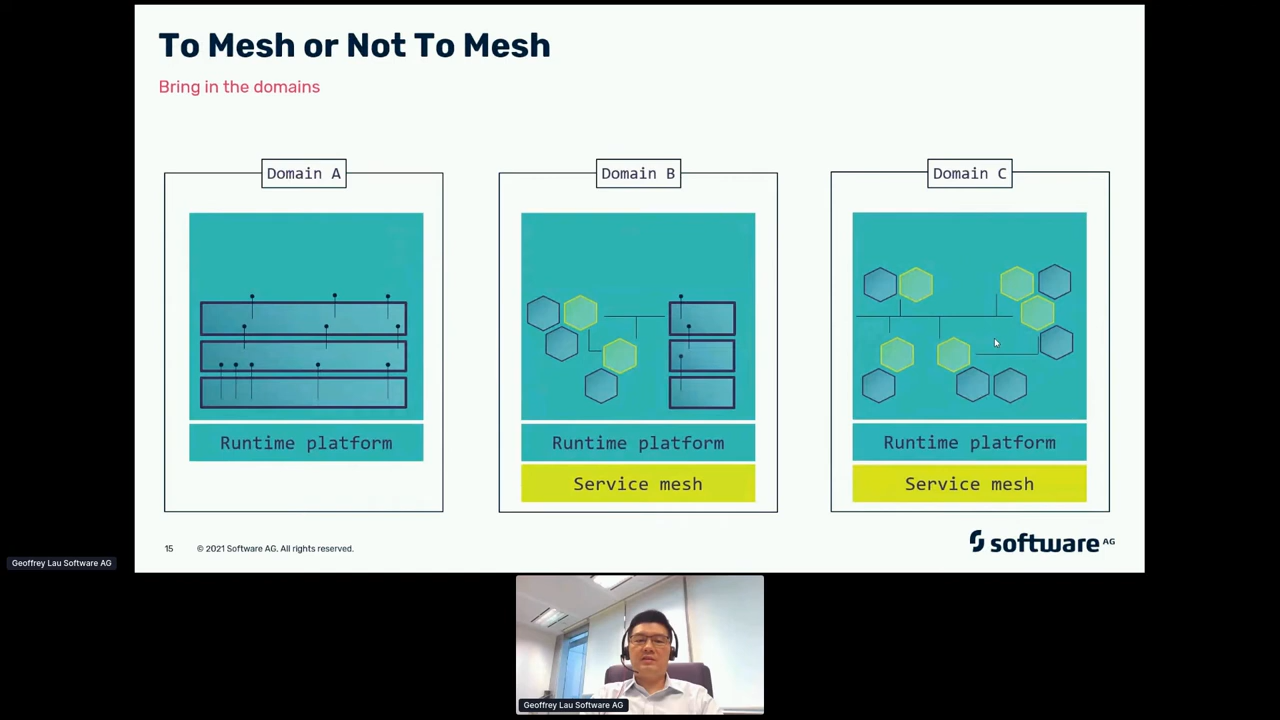 To Mesh or Not To Mesh
Bring in the domains
Domain A
Domain B
Domain C
Runtime platform
Runtime platform
Runtime platform
Service mesh
Service mesh
15 © 2021 Software AG. All rights reserved.
software AG
Geoffrey Lau Software AG
Geoffrey Lau Software AG